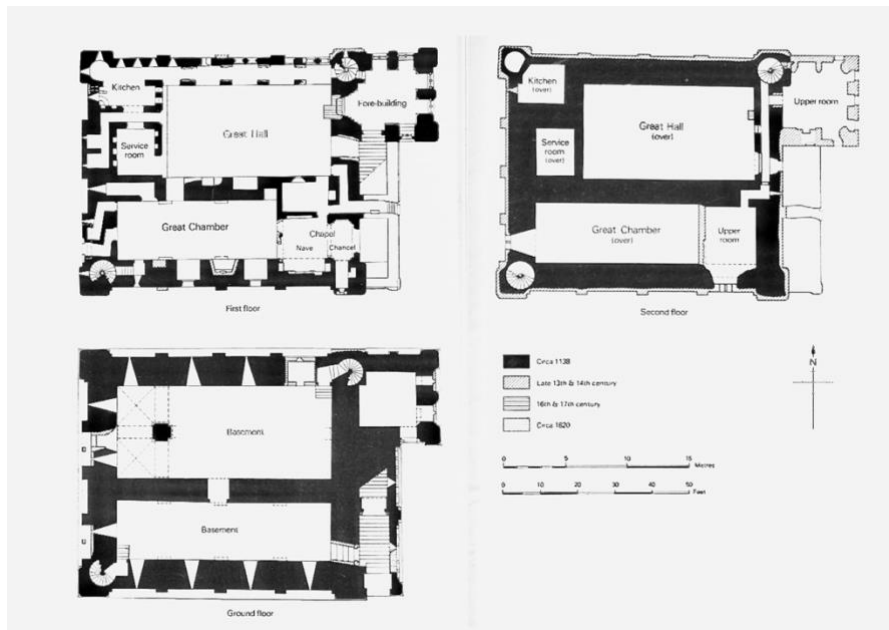 Kitchen
Great Hall
Fore-building
Service
room
Great Chamber
Chapel
Nave
Chancel
First floor
Kitchen
(over)
Great Hall
(over)
Upper room
Service
room
(over)
Great Chamber
(over)
Upper
room
Second floor
Basement
Basement
Ground floor
Circa 1138
Late 13th & 14th century
16th & 17th century
Circa 1820
N
0 5 10 15
Metres
0 10 20 30 40 50
Feet